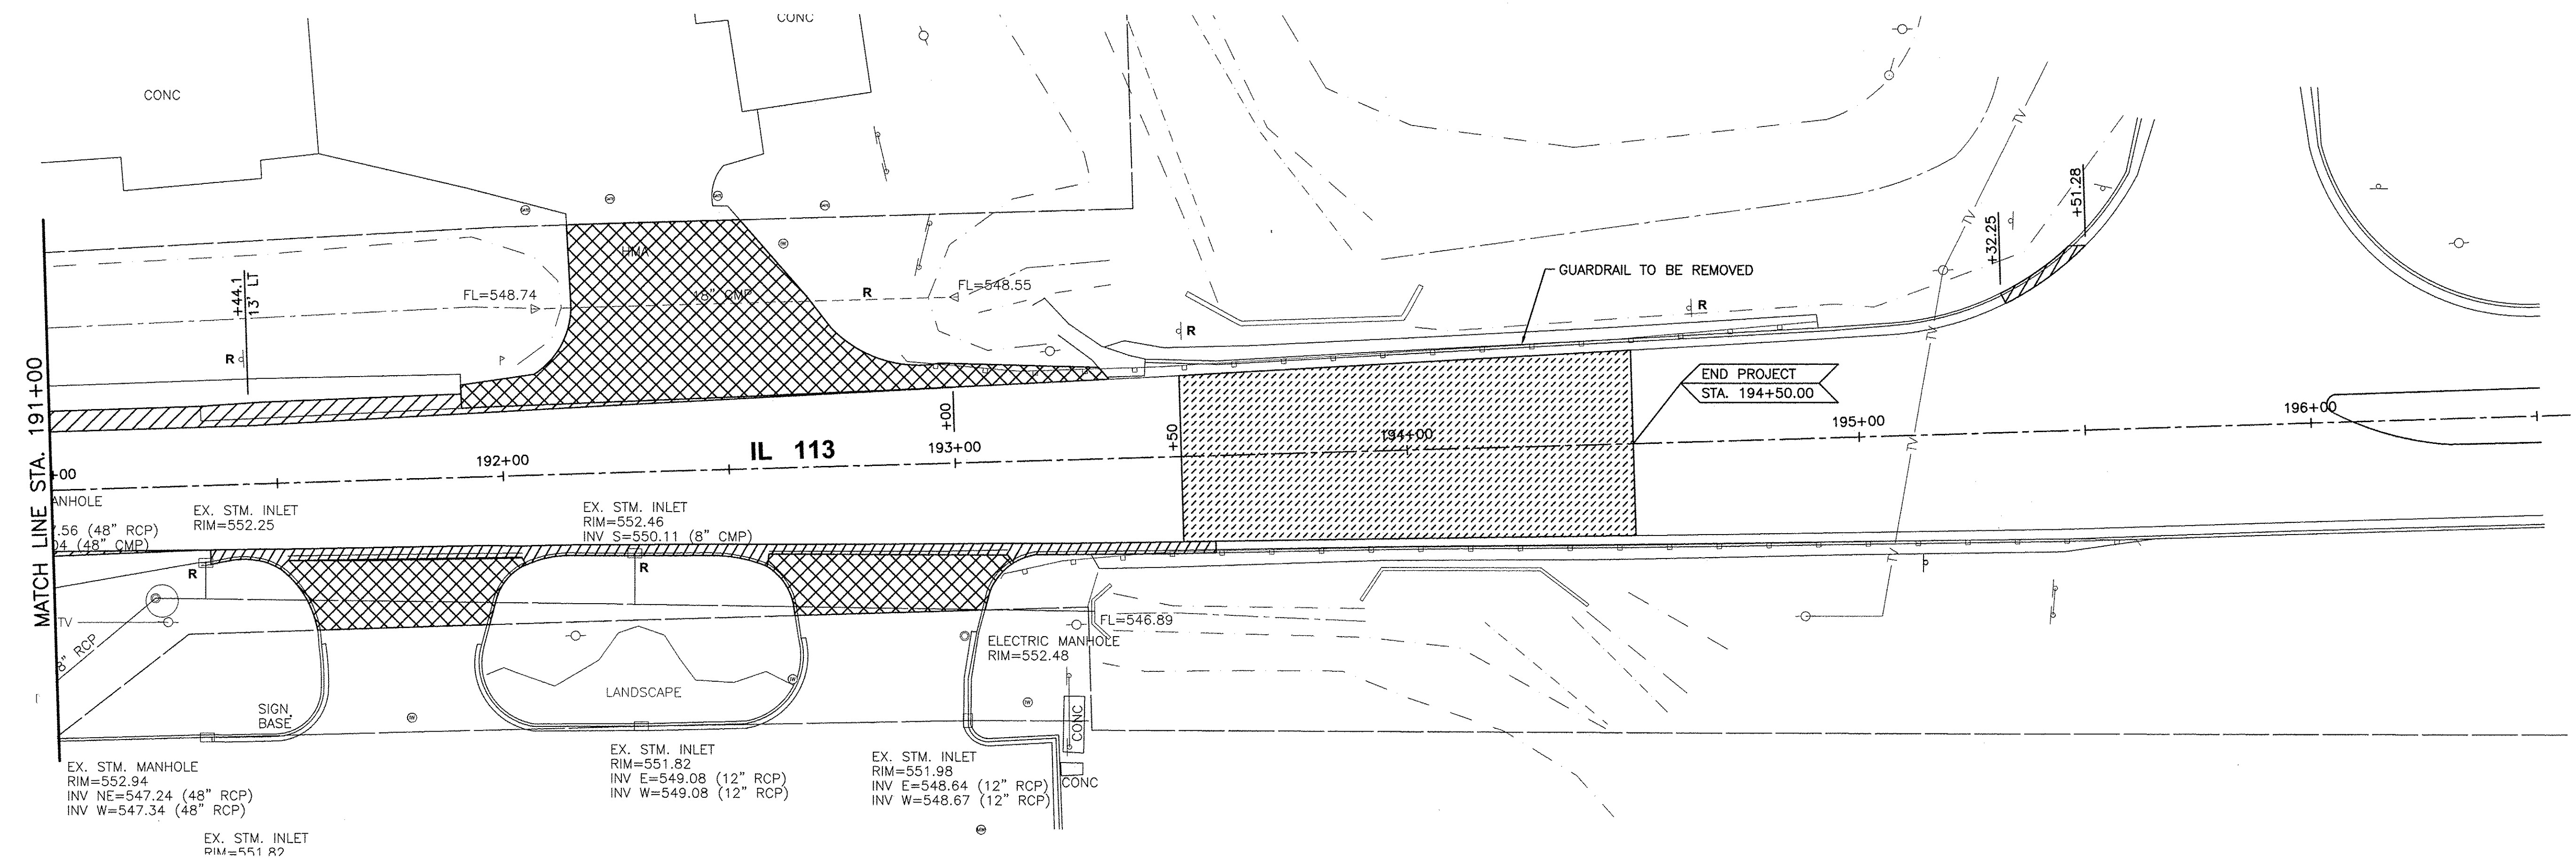 CONC
CONC
HMA
18" CMP
FL=548.74
FL=548.55
R
+44.1
13' LT
R
R
R
GUARDRAIL TO BE REMOVED
+32.25
+51.28
TV
TV
TV
TV
TV
END PROJECT
STA. 194+50.00
MATCH LINE STA. 191+00
+00
192+00
IL 113
+00
193+00
+50
194+00
195+00
196+00
ANHOLE
.56 (48" RCP)
04 (48" CMP)
EX. STM. INLET
RIM=552.25
EX. STM. INLET
RIM=552.46
INV S=550.11 (8" CMP)
R
R
TV
8" RCP
SIGN
BASE
LANDSCAPE
FL=546.89
ELECTRIC MANHOLE
RIM=552.48
CONC
CONC
EX. STM. MANHOLE
RIM=552.94
INV NE=547.24 (48" RCP)
INV W=547.34 (48" RCP)
EX. STM. INLET
RIM=551.82
INV E=549.08 (12" RCP)
INV W=549.08 (12" RCP)
EX. STM. INLET
RIM=551.98
INV E=548.64 (12" RCP)
INV W=548.67 (12" RCP)
EX. STM. INLET
RIM=551.82